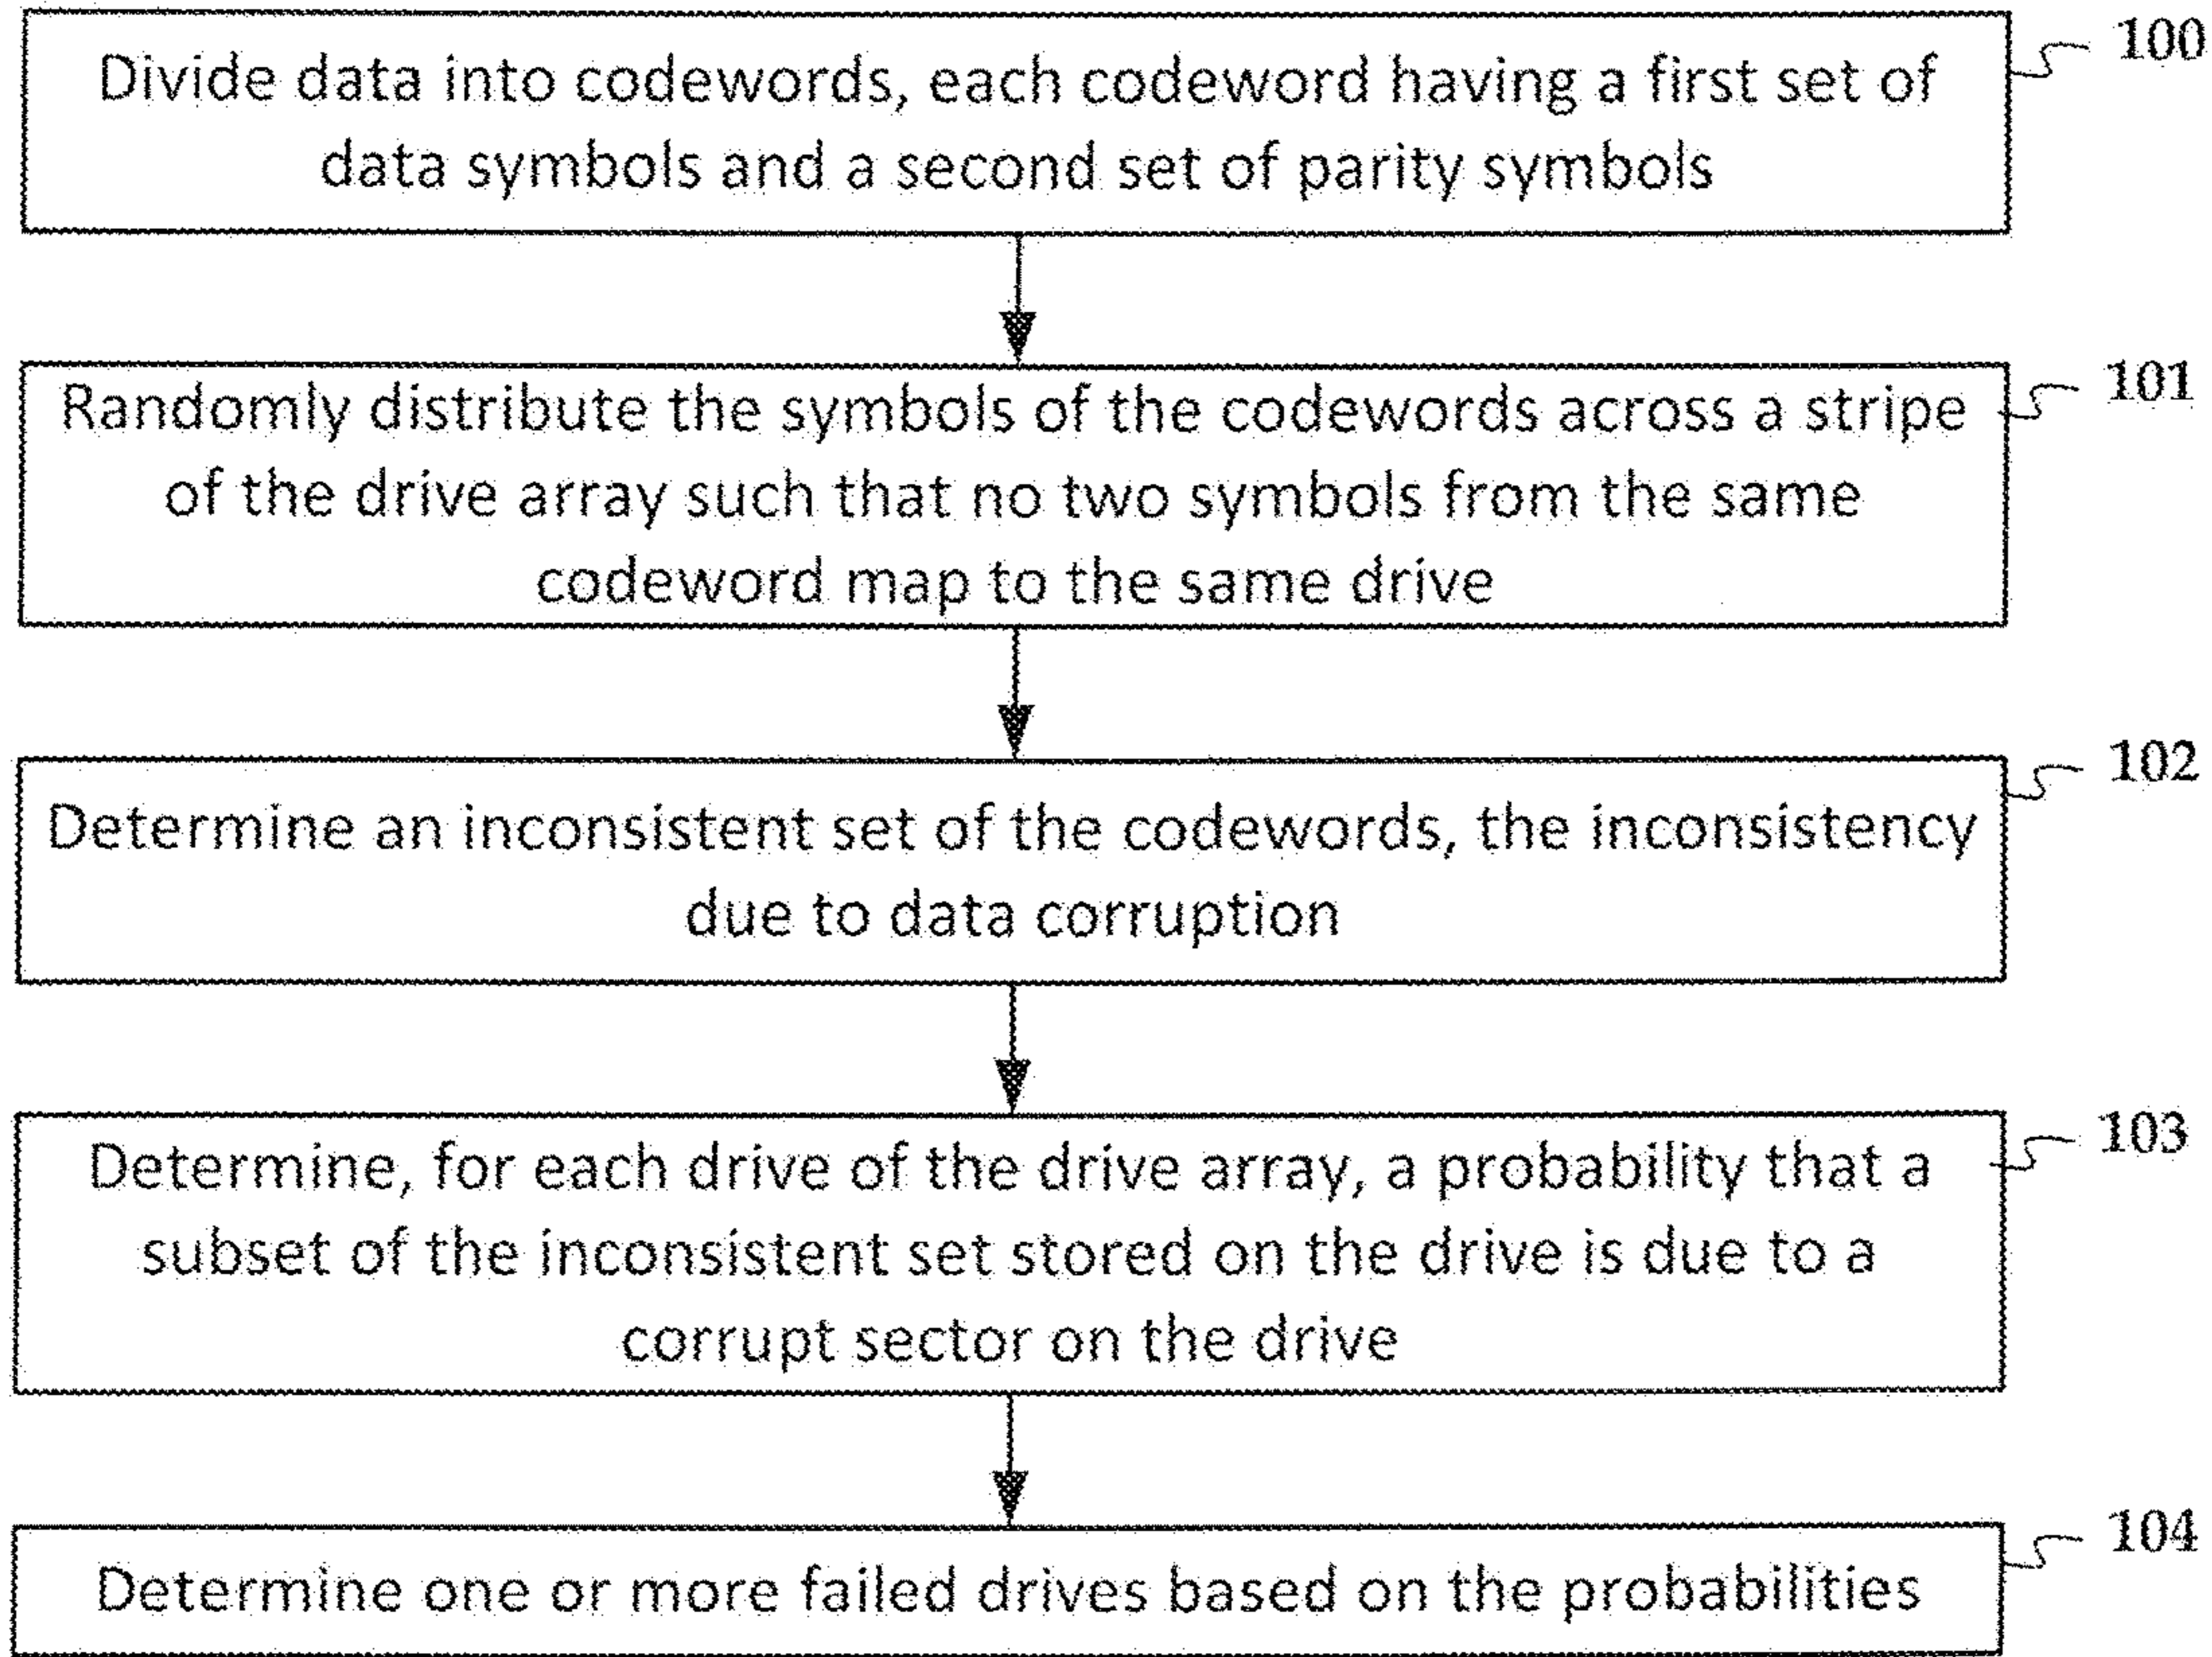 100
Divide data into codewords, each codeword having a first set of
data symbols and a second set of parity symbols
101
Randomly distribute the symbols of the codewords across a stripe
of the drive array such that no two symbols from the same
codeword map to the same drive
102
Determine an inconsistent set of the codewords, the inconsistency
due to data corruption
103
Determine, for each drive of the drive array, a probability that a
subset of the inconsistent set stored on the drive is due to a
corrupt sector on the drive
104
Determine one or more failed drives based on the probabilities